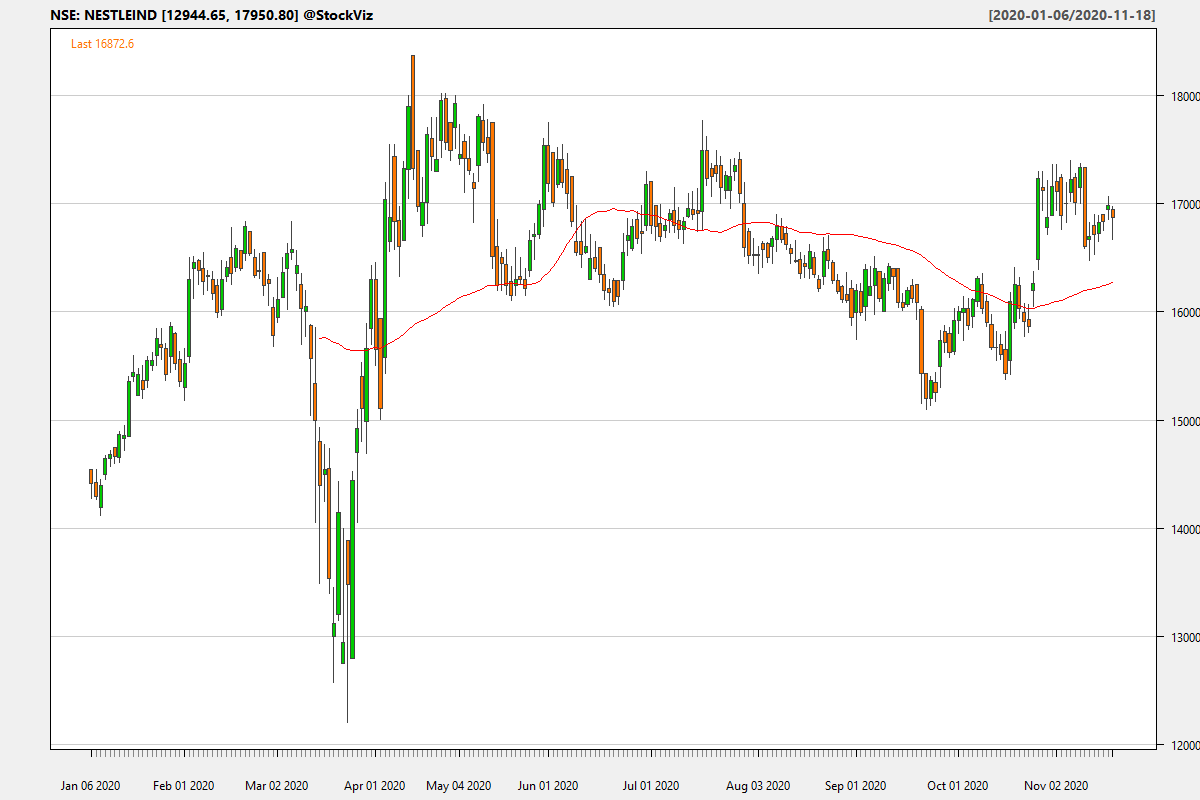 NSE: NESTLEIND [12944.65, 17950.80] @StockViz [2020-01-06/2020-11-18]
Last 16872.6
18000
17000
16000
15000
14000
13000
12000
Jan 06 2020 Feb 01 2020 Mar 02 2020 Apr 01 2020 May 04 2020 Jun 01 2020 Jul 01 2020 Aug 03 2020 Sep 01 2020 Oct 01 2020 Nov 02 2020